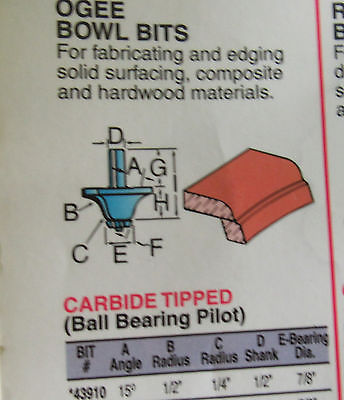 OGEE
BOWL BITS
For fabricating and edging
solid surfacing, composite
and hardwood materials.
D
A G
B H
C E F
CARBIDE TIPPED
(Ball Bearing Pilot)
BIT # A Angle B Radius C Radius D Shank E-Bearing Dia.
*43910 15° 1/2" 1/4" 1/2" 7/8"